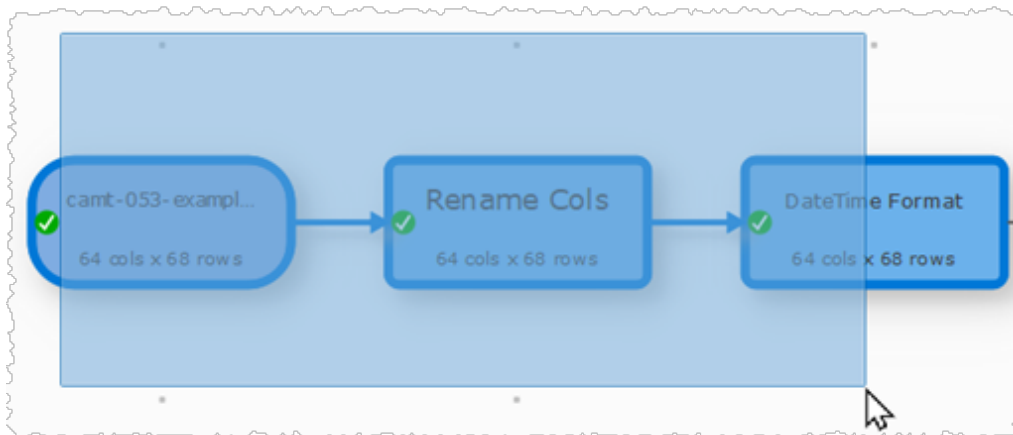 camt-053-exampl...
64 cols x 68 rows
Rename Cols
64 cols x 68 rows
DateTime Format
64 cols x 68 rows